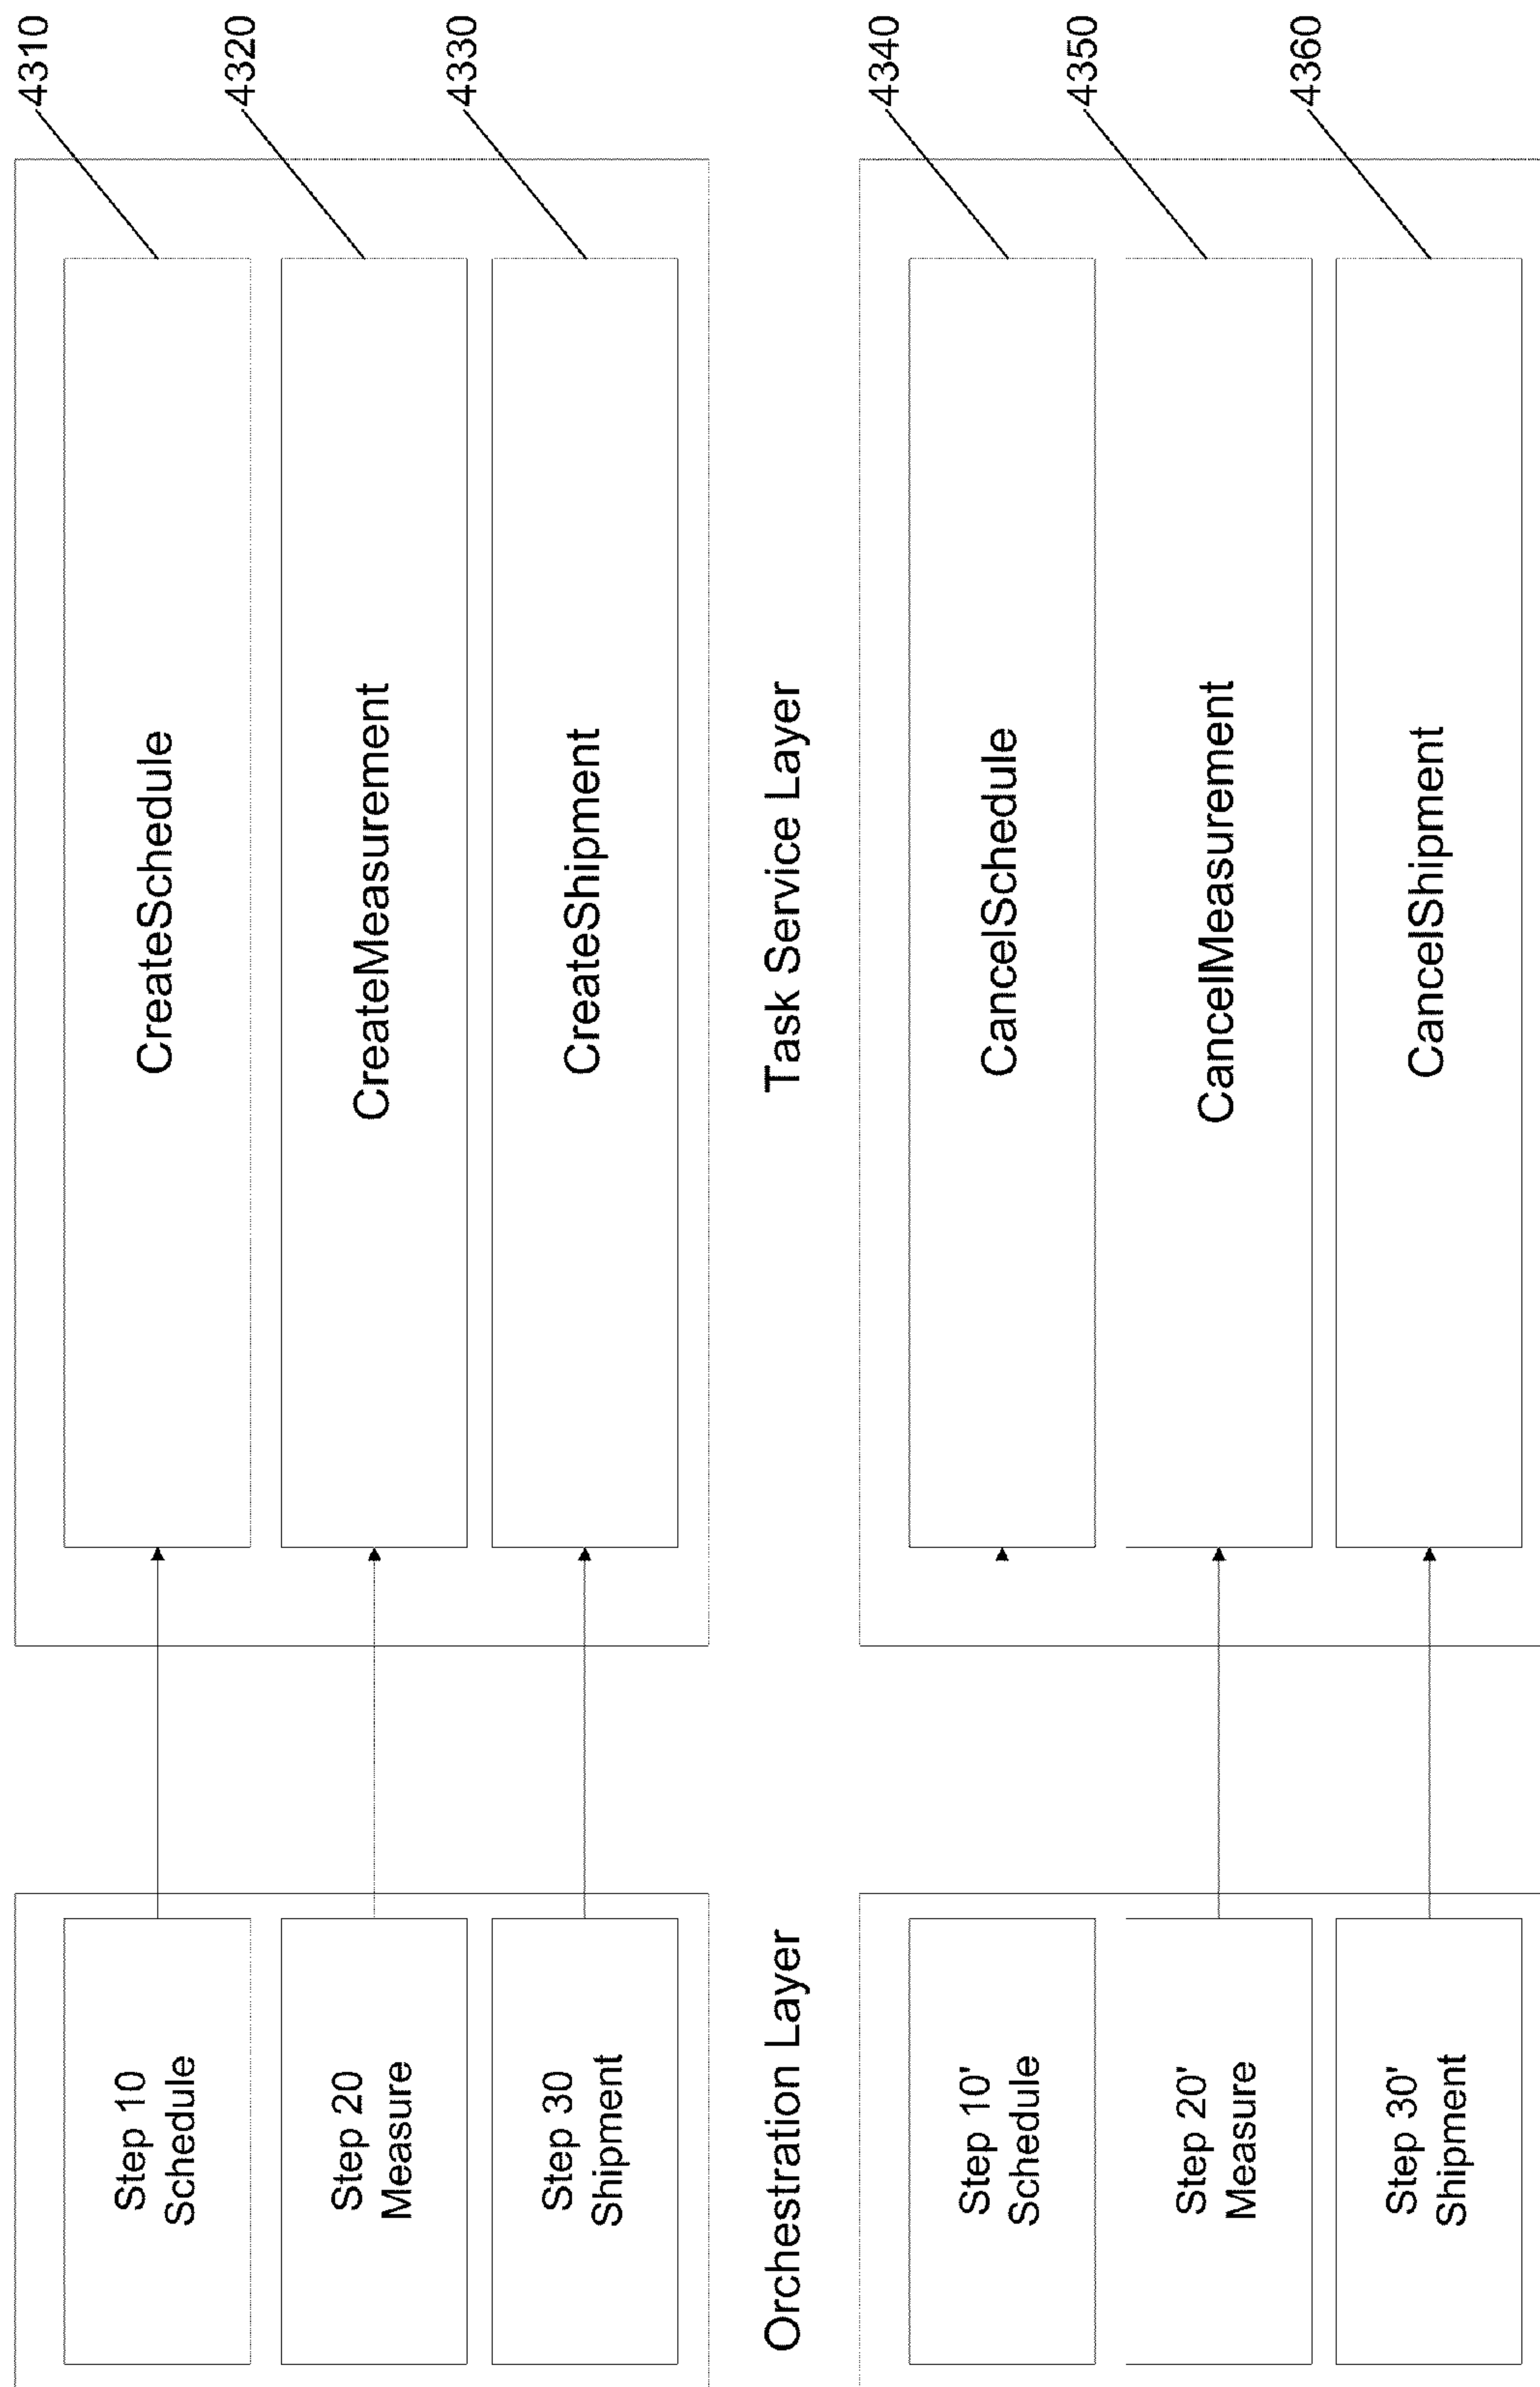 Step 10
Schedule
CreateSchedule
4310
Step 20
Measure
CreateMeasurement
4320
Step 30
Shipment
CreateShipment
4330
Orchestration Layer
Task Service Layer
Step 10'
Schedule
CancelSchedule
4340
Step 20'
Measure
CancelMeasurement
4350
Step 30'
Shipment
CancelShipment
4360